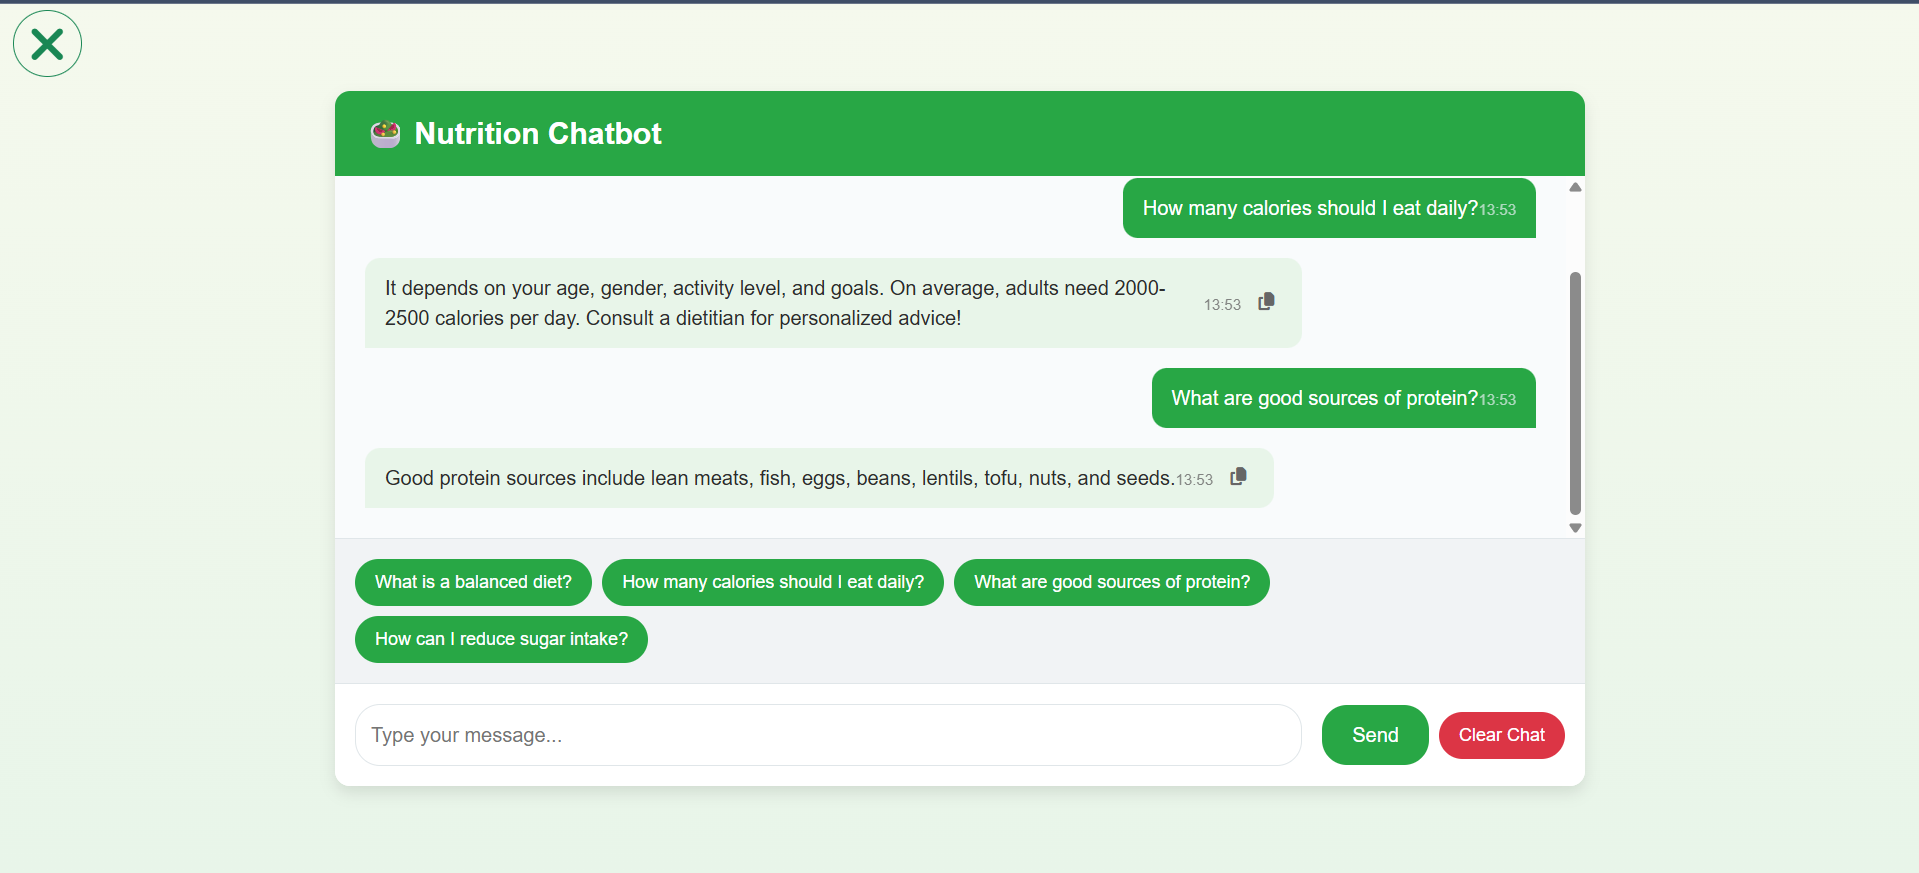 Nutrition Chatbot
How many calories should I eat daily?13:53
It depends on your age, gender, activity level, and goals. On average, adults need 2000-
2500 calories per day. Consult a dietitian for personalized advice!
13:53
What are good sources of protein?13:53
Good protein sources include lean meats, fish, eggs, beans, lentils, tofu, nuts, and seeds.13:53
What is a balanced diet?
How many calories should I eat daily?
What are good sources of protein?
How can I reduce sugar intake?
Type your message...
Send
Clear Chat